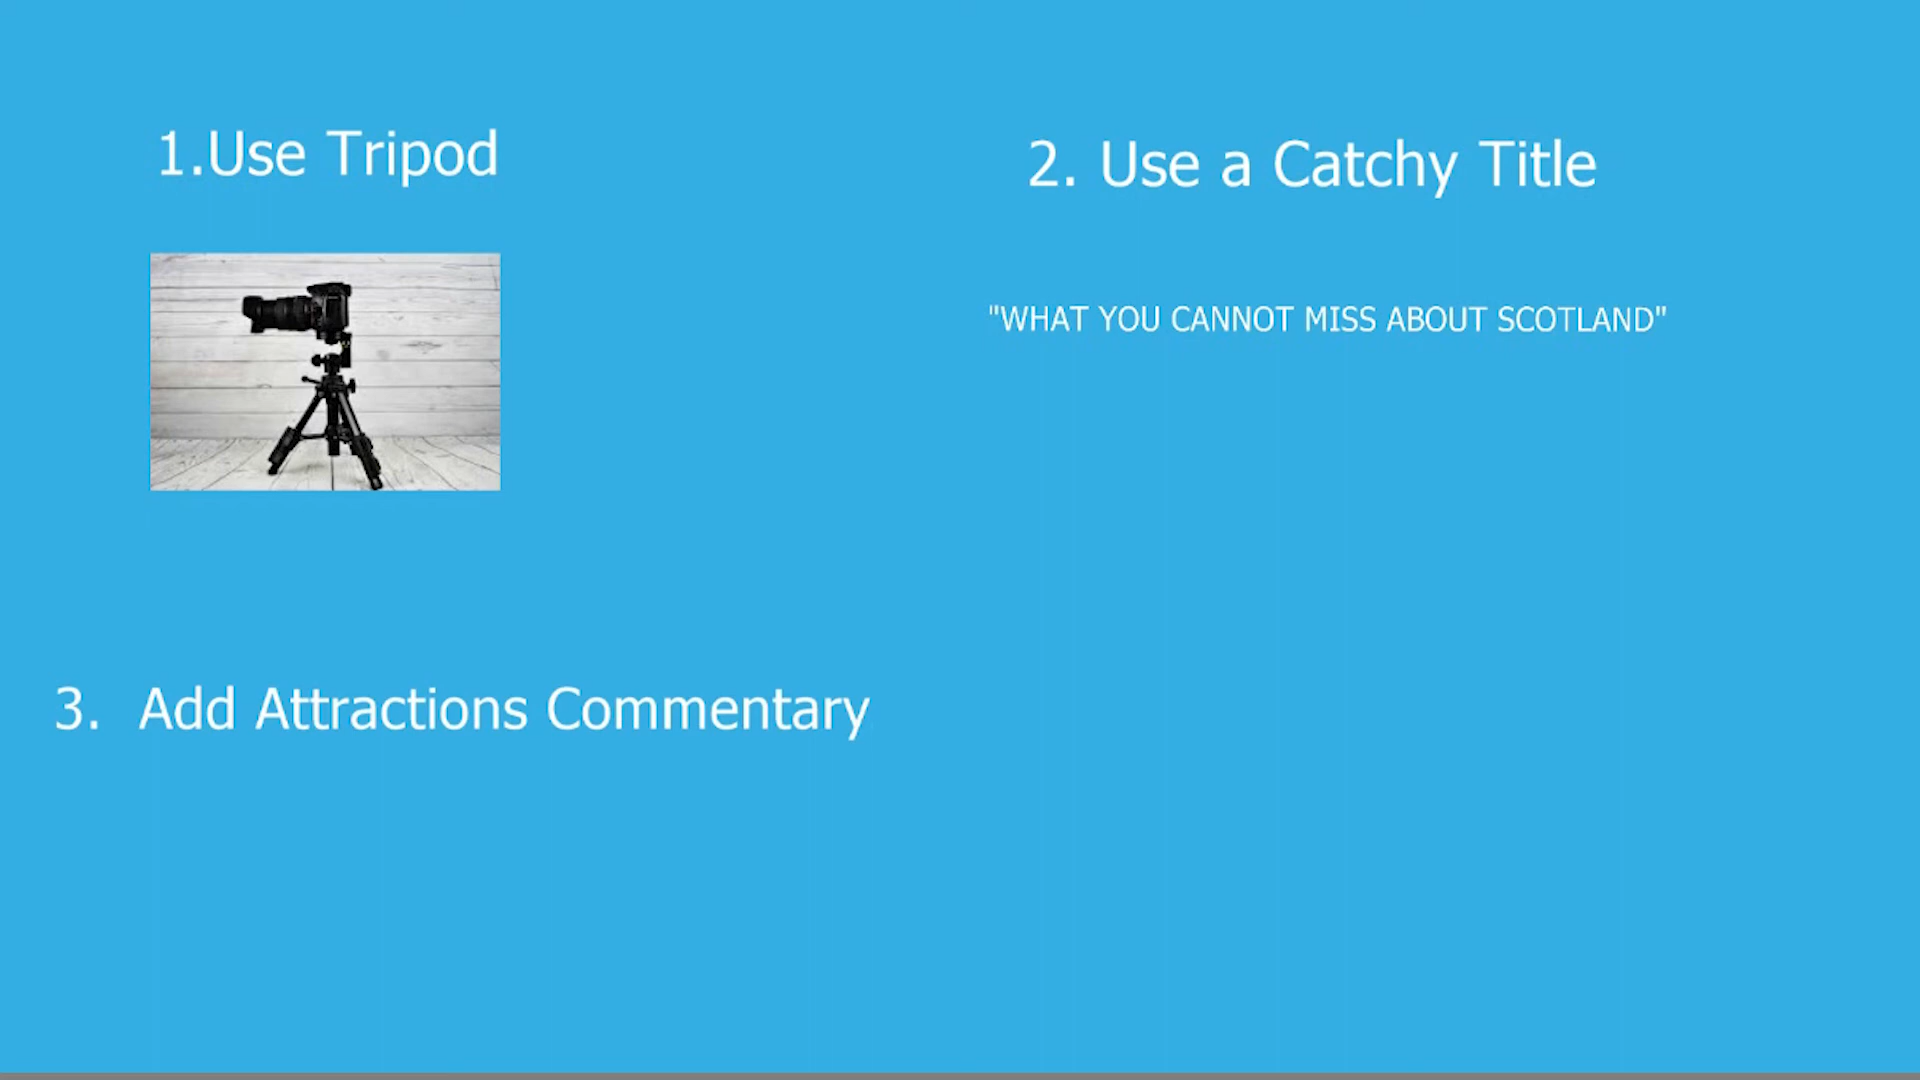 1.Use Tripod
2. Use a Catchy Title
"WHAT YOU CANNOT MISS ABOUT SCOTLAND"
3. Add Attractions Commentary